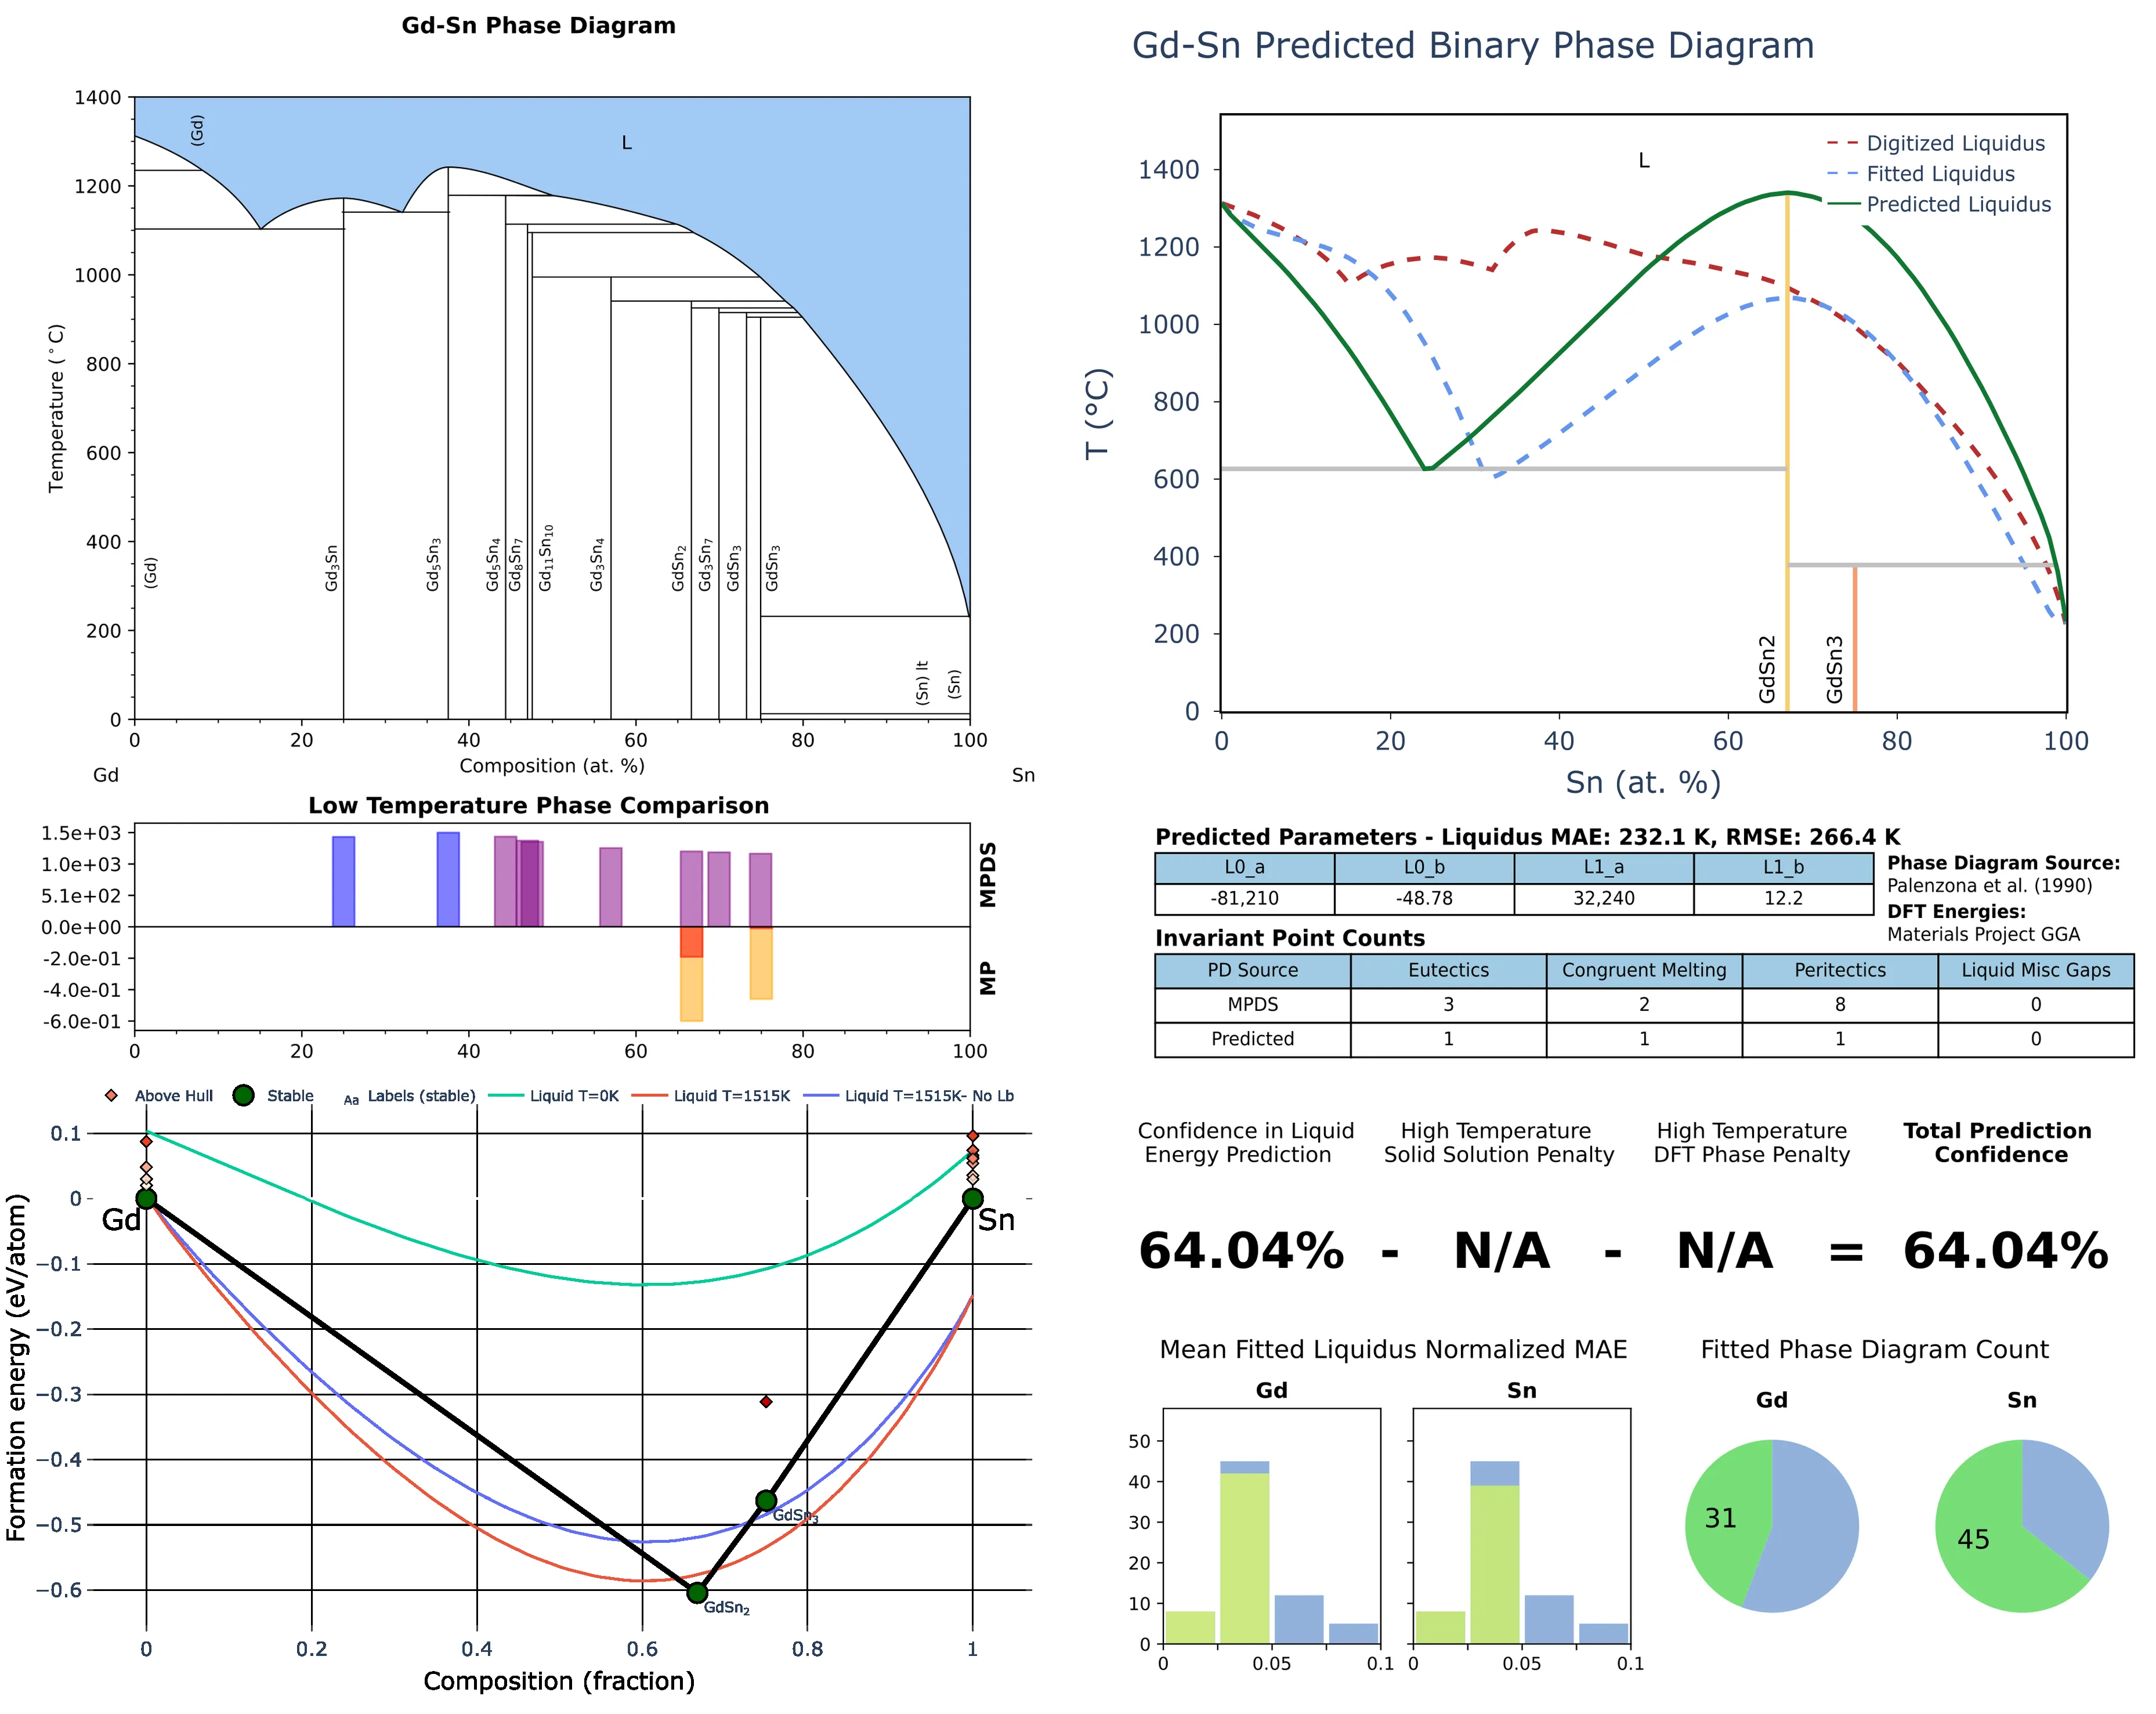 Gd-Sn Phase Diagram
1400
1200
1000
800
600
400
200
0
Temperature (°C)
(Gd)
L
(Gd)
Gd3Sn
Gd5Sn3
Gd5Sn4
Gd8Sn7
Gd11Sn10
Gd3Sn4
GdSn2
Gd3Sn7
GdSn3
GdSn3
(Sn) lt
(Sn)
0 20 40 60 80 100
Composition (at. %)
Gd Sn
Gd-Sn Predicted Binary Phase Diagram
1400
1200
1000
800
600
400
200
0
T (°C)
L
Digitized Liquidus
Fitted Liquidus
Predicted Liquidus
GdSn2
GdSn3
0 20 40 60 80 100
Sn (at. %)
Low Temperature Phase Comparison
1.5e+03
1.0e+03
5.1e+02
0.0e+00
-2.0e-01
-4.0e-01
-6.0e-01
MPDS
MP
0 20 40 60 80 100
Predicted Parameters - Liquidus MAE: 232.1 K, RMSE: 266.4 K
L0_a L0_b L1_a L1_b
-81,210 -48.78 32,240 12.2
Phase Diagram Source:
Palenzona et al. (1990)
DFT Energies:
Materials Project GGA
Invariant Point Counts
PD Source Eutectics Congruent Melting Peritectics Liquid Misc Gaps
MPDS 3 2 8 0
Predicted 1 1 1 0
Above Hull Stable Aa Labels (stable) Liquid T=0K Liquid T=1515K Liquid T=1515K- No Lb
0.1
0
−0.1
−0.2
−0.3
−0.4
−0.5
−0.6
Formation energy (eV/atom)
Gd
Sn
GdSn3
GdSn2
0 0.2 0.4 0.6 0.8 1
Composition (fraction)
Confidence in Liquid
Energy Prediction
High Temperature
Solid Solution Penalty
High Temperature
DFT Phase Penalty
Total Prediction
Confidence
64.04% - N/A - N/A = 64.04%
Mean Fitted Liquidus Normalized MAE
Gd Sn
50
40
30
20
10
0
0 0.05 0.1
0 0.05 0.1
Fitted Phase Diagram Count
Gd Sn
31
45